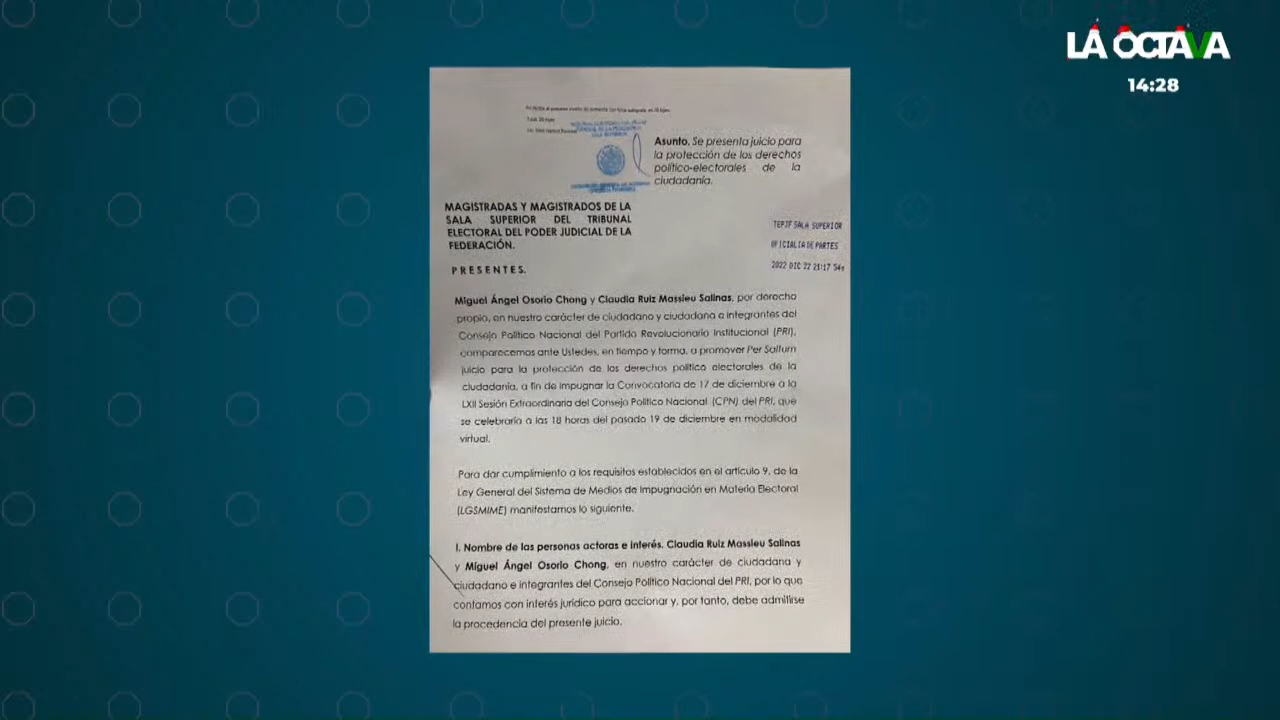 LA OCTAVA
14:28
Total: 20 fojas
Asunto. Se presenta juicio para
la protección de los derechos
político-electorales de la
ciudadanía.
MAGISTRADAS Y MAGISTRADOS DE LA
SALA SUPERIOR DEL TRIBUNAL
ELECTORAL DEL PODER JUDICIAL DE LA
FEDERACIÓN.
TEPJF SALA SUPERIOR
OFICIALIA DE PARTES
2022 DIC 22 21:17 54s
PRESENTES.
Miguel Ángel Osorio Chong y Claudia Ruiz Massieu Salinas, por derecho
propio, en nuestro carácter de ciudadano y ciudadana e integrantes del
Consejo Político Nacional del Partido Revolucionario Institucional (PRI),
comparecemos ante Ustedes, en tiempo y forma, a promover Per Saltum
juicio para la protección de los derechos político electorales de la
ciudadanía, a fin de impugnar la Convocatoria de 17 de diciembre a la
LXII Sesión Extraordinaria del Consejo Político Nacional (CPN) del PRI, que
se celebraría a las 18 horas del pasado 19 de diciembre en modalidad
virtual.
Para dar cumplimiento a los requisitos establecidos en el artículo 9, de la
Ley General del Sistema de Medios de Impugnación en Materia Electoral
(LGSMIME) manifestamos lo siguiente.
I. Nombre de las personas actoras e interés. Claudia Ruiz Massieu Salinas
y Miguel Ángel Osorio Chong, en nuestro carácter de ciudadana y
ciudadano e integrantes del Consejo Político Nacional del PRI, por lo que
contamos con interés jurídico para accionar y, por tanto, debe admitirse
la procedencia del presente juicio.